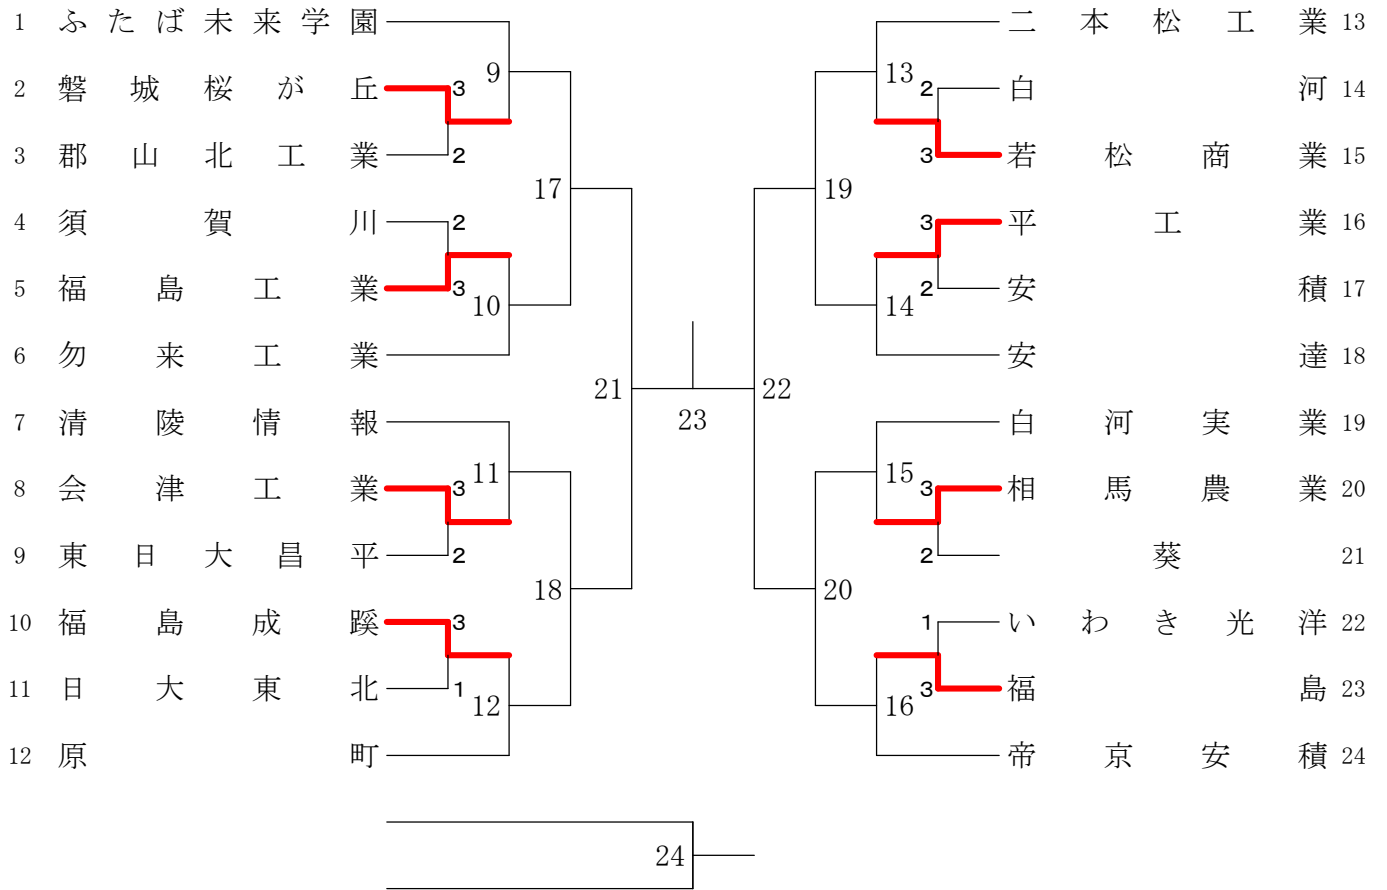 1 ふたば未来学園
2 磐城桜が丘
3 郡山北工業
4 須賀川
5 福島工業
6 勿来工業
7 清陵情報
8 会津工業
9 東日大昌平
10 福島成蹊
11 日大東北
12 原町
3
2
2
3
3
2
3
1
9
10
11
12
17
18
21
23
22
19
20
13
14
15
16
2
3
3
2
3
2
1
3
二本松工業 13
白河 14
若松商業 15
平工業 16
安積 17
安達 18
白河実業 19
相馬農業 20
葵 21
いわき光洋 22
福島 23
帝京安積 24
24